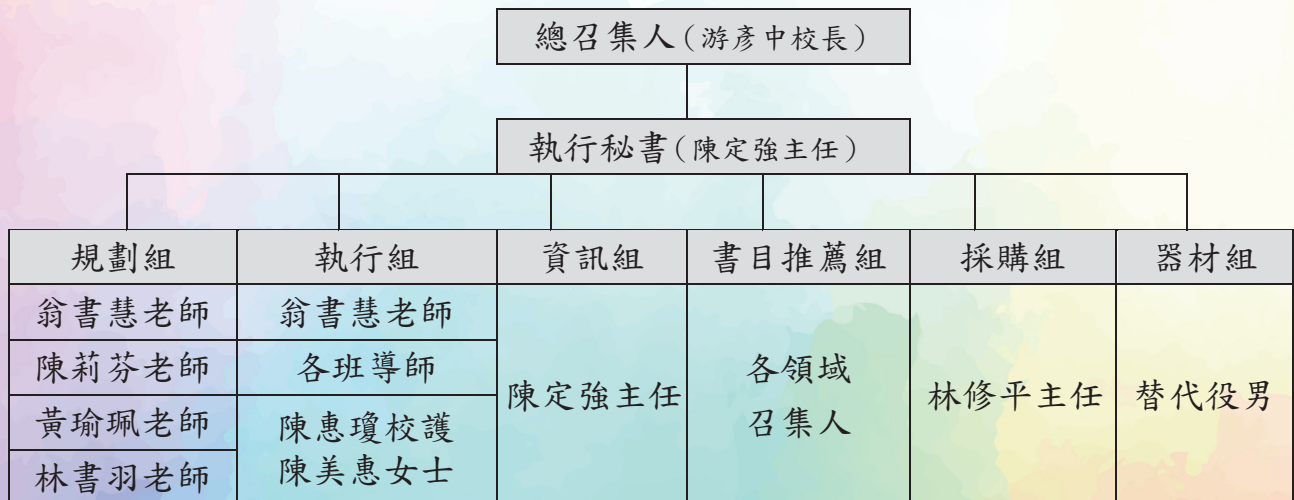 總召集人(游彥中校長)
執行秘書(陳定強主任)
規劃組 執行組 資訊組 書目推薦組 採購組 器材組
翁書慧老師
陳莉芬老師
黃瑜珮老師
林書羽老師
翁書慧老師
各班導師
陳惠瓊校護
陳美惠女士
陳定強主任
各領域
召集人
林修平主任
替代役男